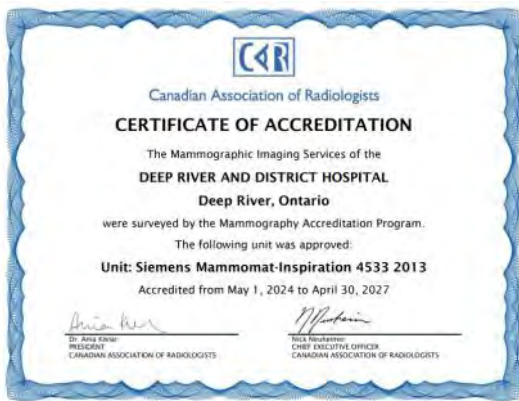 CAR
Canadian Association of Radiologists
CERTIFICATE OF ACCREDITATION
The Mammographic Imaging Services of the
DEEP RIVER AND DISTRICT HOSPITAL
Deep River, Ontario
were surveyed by the Mammography Accreditation Program.
The following unit was approved:
Unit: Siemens Mammomat-Inspiration 4533 2013
Accredited from May 1, 2024 to April 30, 2027
Dr. Ania Kielar
PRESIDENT
CANADIAN ASSOCIATION OF RADIOLOGISTS
Nick Neuheimer
CHIEF EXECUTIVE OFFICER
CANADIAN ASSOCIATION OF RADIOLOGISTS